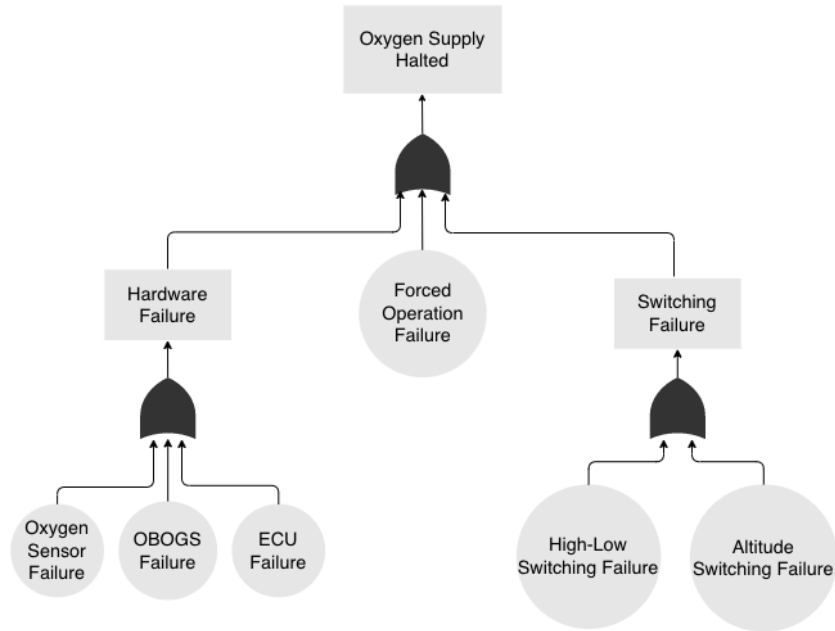 Oxygen Supply
Halted
Hardware
Failure
Forced
Operation
Failure
Switching
Failure
Oxygen
Sensor
Failure
OBOGS
Failure
ECU
Failure
High-Low
Switching Failure
Altitude
Switching Failure